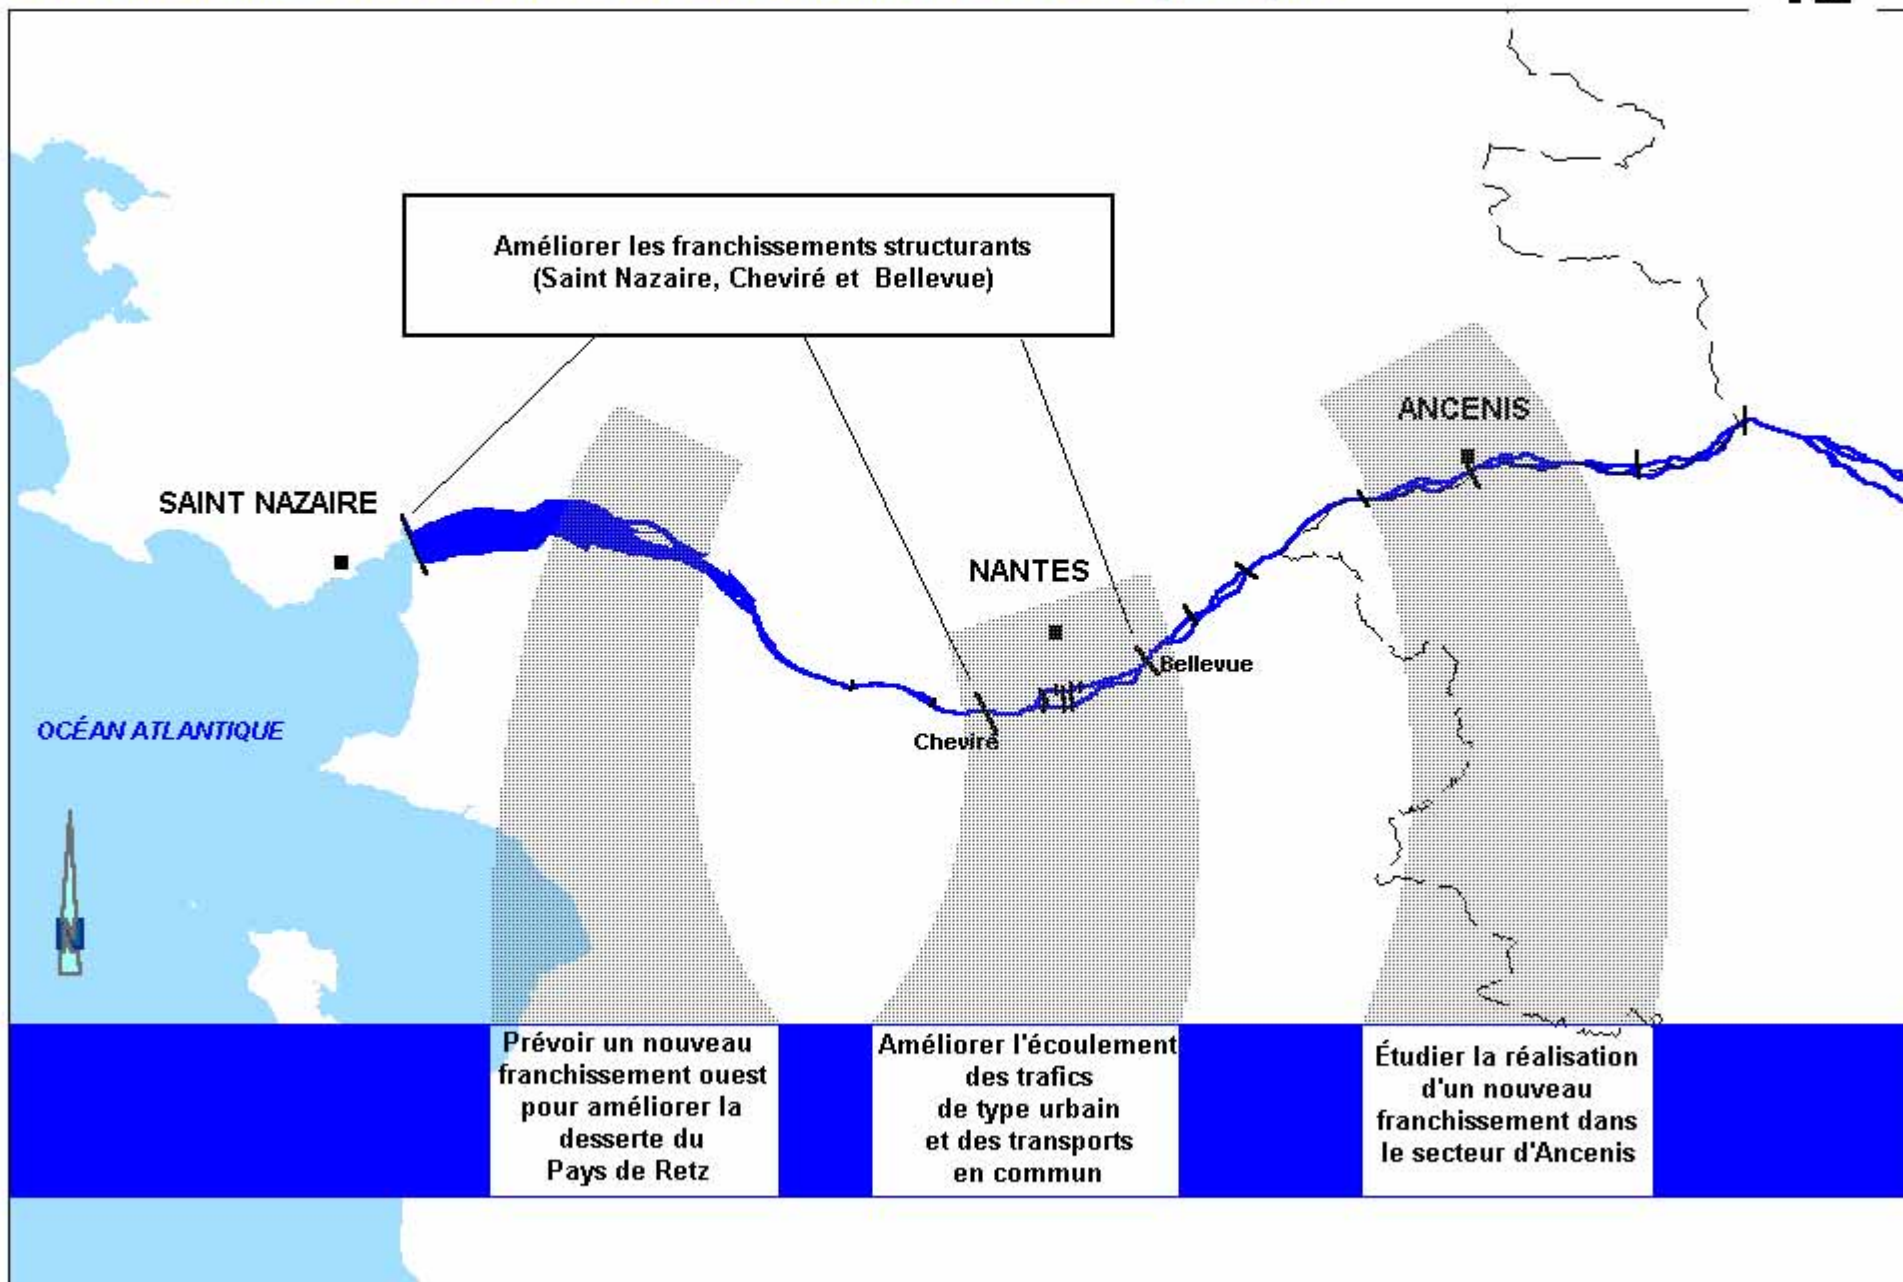 Améliorer les franchissements structurants
(Saint Nazaire, Cheviré et Bellevue)
ANCENIS
SAINT NAZAIRE
NANTES
Bellevue
Cheviré
OCÉAN ATLANTIQUE
N
Prévoir un nouveau
franchissement ouest
pour améliorer la
desserte du
Pays de Retz
Améliorer l'écoulement
des trafics
de type urbain
et des transports
en commun
Étudier la réalisation
d'un nouveau
franchissement dans
le secteur d'Ancenis